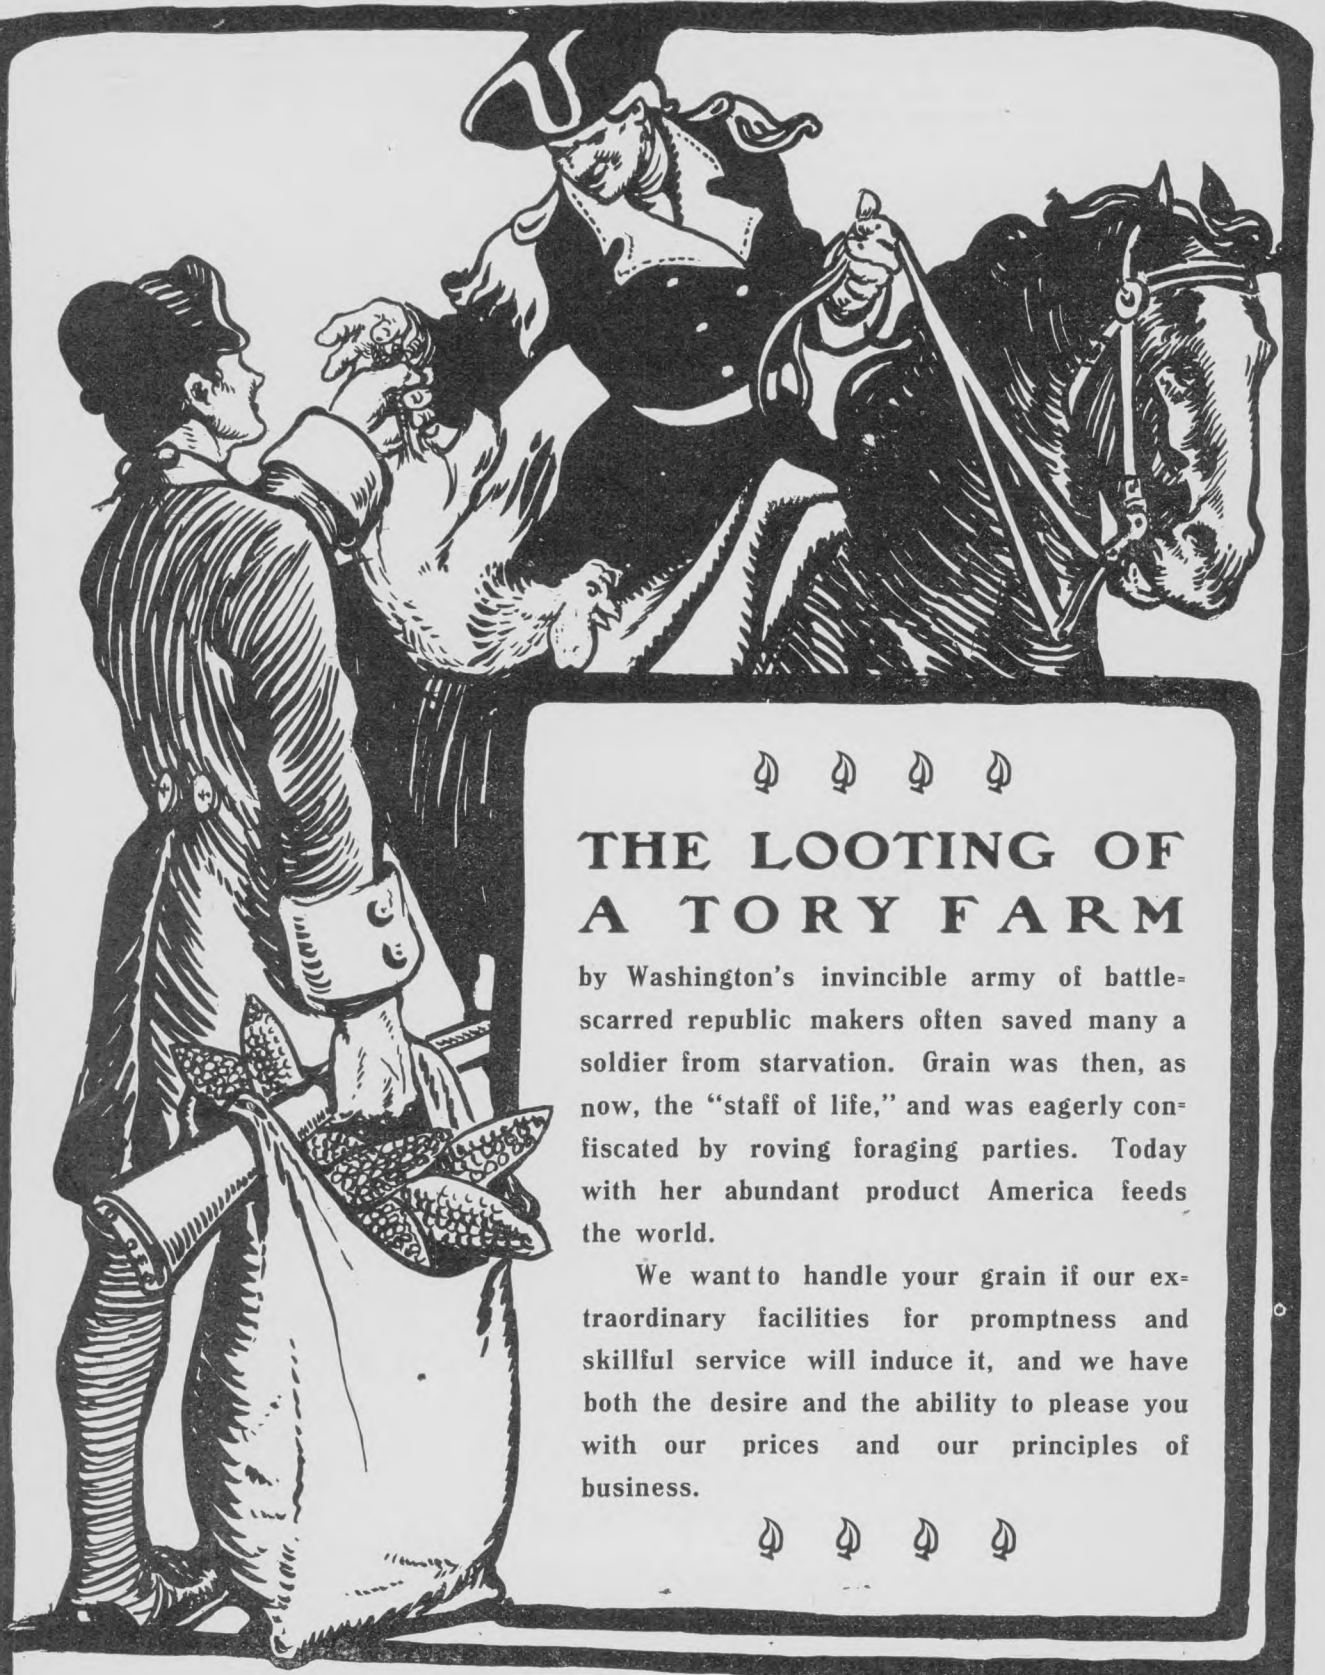 THE LOOTING OF
A TORY FARM
by Washington's invincible army of battle=
scarred republic makers often saved many a
soldier from starvation. Grain was then, as
now, the "staff of life," and was eagerly con=
fiscated by roving foraging parties. Today
with her abundant product America feeds
the world.
We want to handle your grain if our ex=
traordinary facilities for promptness and
skillful service will induce it, and we have
both the desire and the ability to please you
with our prices and our principles of
business.